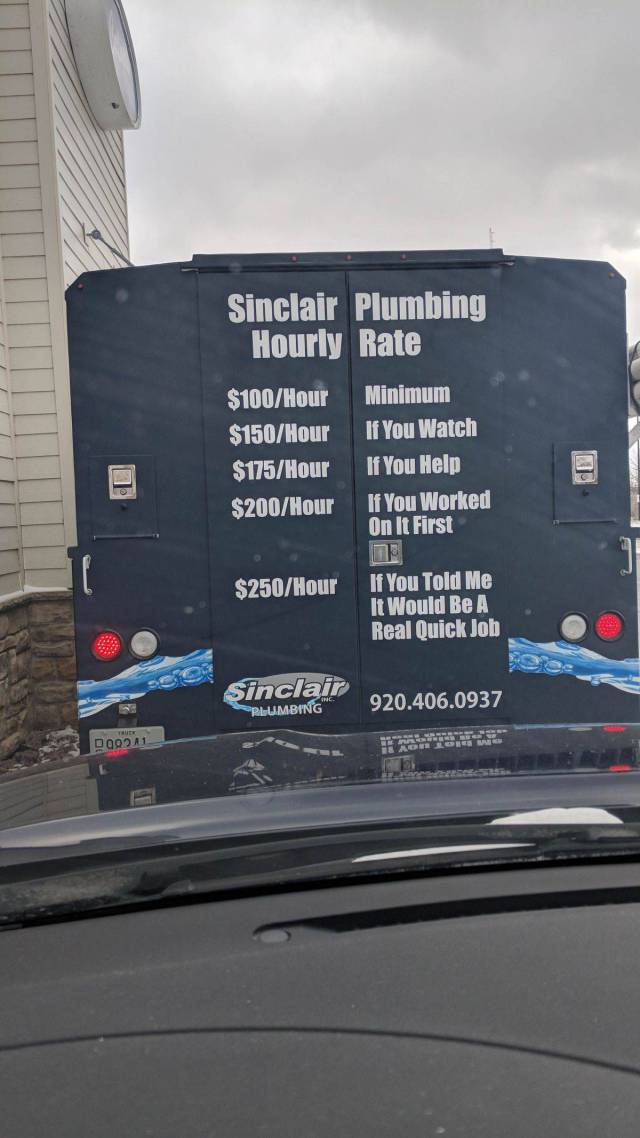 Sinclair Plumbing
Hourly Rate
$100/Hour Minimum
$150/Hour If You Watch
$175/Hour If You Help
$200/Hour If You Worked
On It First
$250/Hour If You Told Me
It Would Be A
Real Quick Job
Sinclair INC.
PLUMBING
920.406.0937
TRUCK